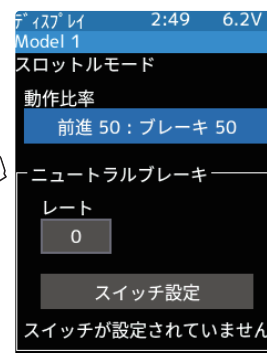 ディスプレイ 2:49 6.2V
Model 1
スロットルモード
動作比率
前進 50：ブレーキ 50
ニュートラルブレーキ
レート
0
スイッチ設定
スイッチが設定されていません